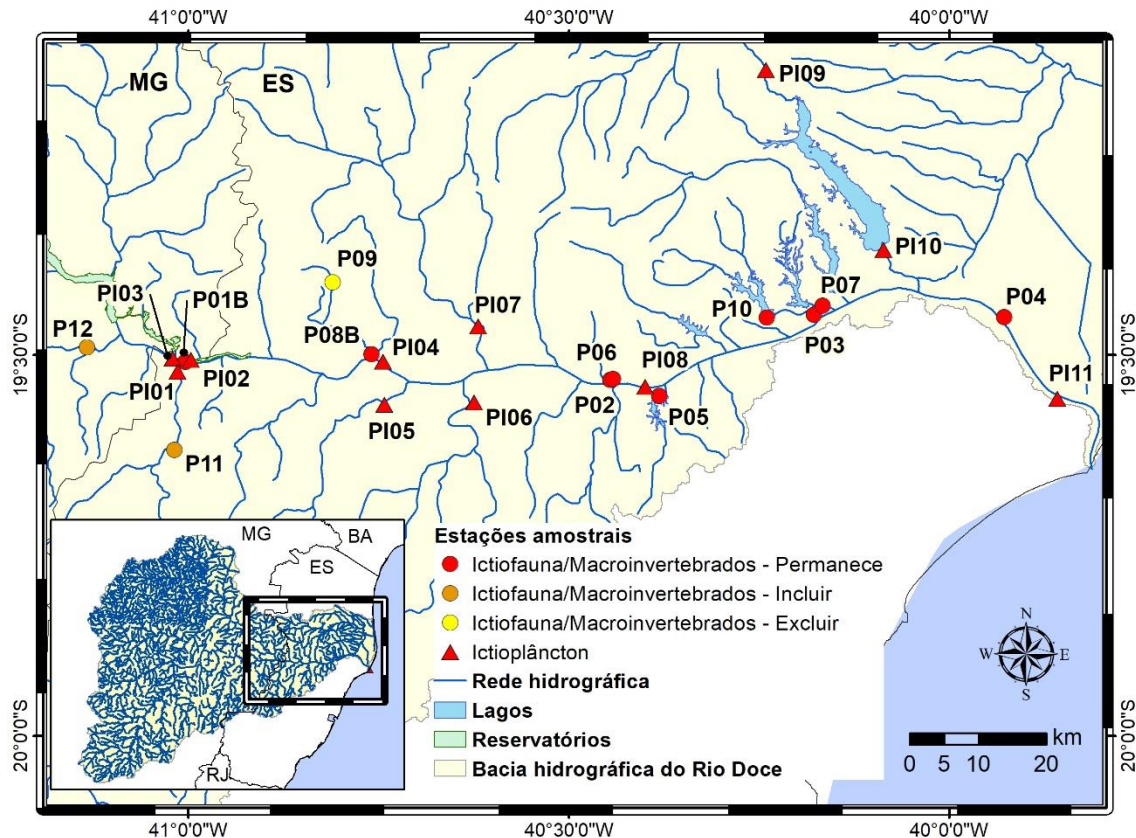 41°0'0"W
40°30'0"W
40°0'0"W
MG
ES
PI09
P09
PI10
PI03
P01B
PI07
P10
P07
P04
P12
P08B
PI04
P03
19°30'0"S
19°30'0"S
P06
PI08
PI01
PI02
P02
P05
PI11
PI05
PI06
P11
MG
BA
ES
RJ
Estações amostrais
Ictiofauna/Macroinvertebrados - Permanece
Ictiofauna/Macroinvertebrados - Incluir
Ictiofauna/Macroinvertebrados - Excluir
Ictioplâncton
Rede hidrográfica
Lagos
Reservatórios
Bacia hidrográfica do Rio Doce
N
W
E
S
km
0 5 10 20
20°0'0"S
20°0'0"S
41°0'0"W
40°30'0"W
40°0'0"W